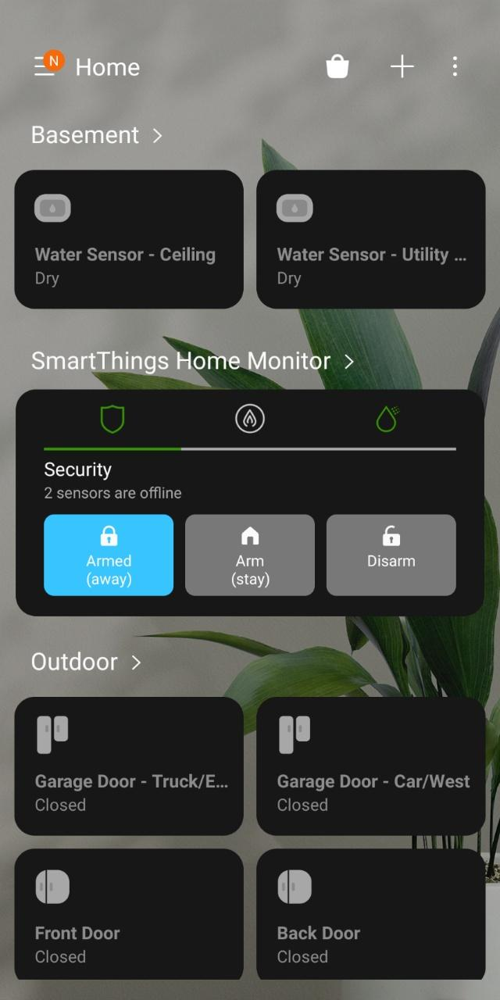 N
Home
Basement
Water Sensor - Ceiling
Dry
Water Sensor - Utility ...
Dry
SmartThings Home Monitor
Security
2 sensors are offline
Armed
(away)
Arm
(stay)
Disarm
Outdoor
Garage Door - Truck/E...
Closed
Garage Door - Car/West
Closed
Front Door
Closed
Back Door
Closed